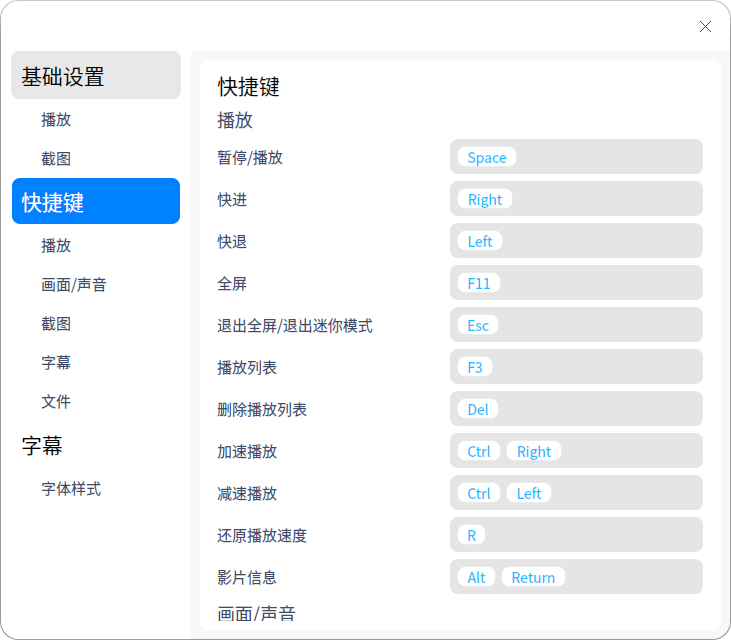 基础设置
播放
截图
快捷键
播放
画面/声音
截图
字幕
文件
字幕
字体样式
快捷键
播放
暂停/播放 Space
快进 Right
快退 Left
全屏 F11
退出全屏/退出迷你模式 Esc
播放列表 F3
删除播放列表 Del
加速播放 Ctrl Right
减速播放 Ctrl Left
还原播放速度 R
影片信息 Alt Return
画面/声音